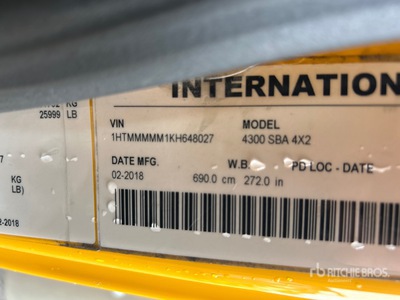 INTERNATION
KG
25999 LB
VIN MODEL
1HTMMMMM1KH648027 4300 SBA 4X2
DATE MFG. W.B. PD LOC - DATE
02-2018 690.0 cm 272.0 in
KG
LB)
2-2018
rb RITCHIE BROS.